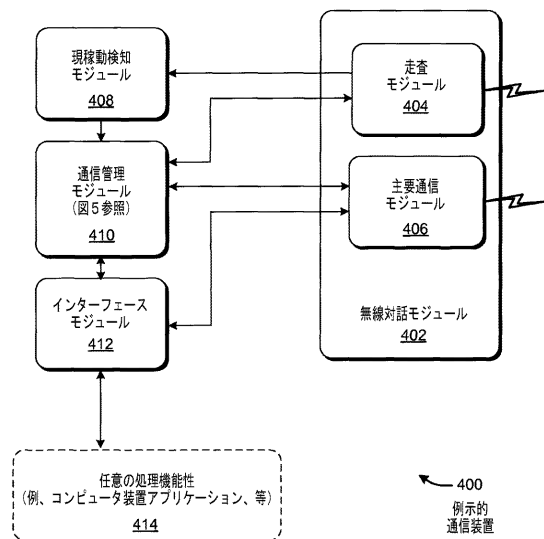 現稼動検知
モジュール
408
通信管理
モジュール
(図5参照)
410
インターフェース
モジュール
412
任意の処理機能性
(例、コンピュータ装置アプリケーション、等)
414
走査
モジュール
404
主要通信
モジュール
406
無線対話モジュール
402
400
例示的
通信装置